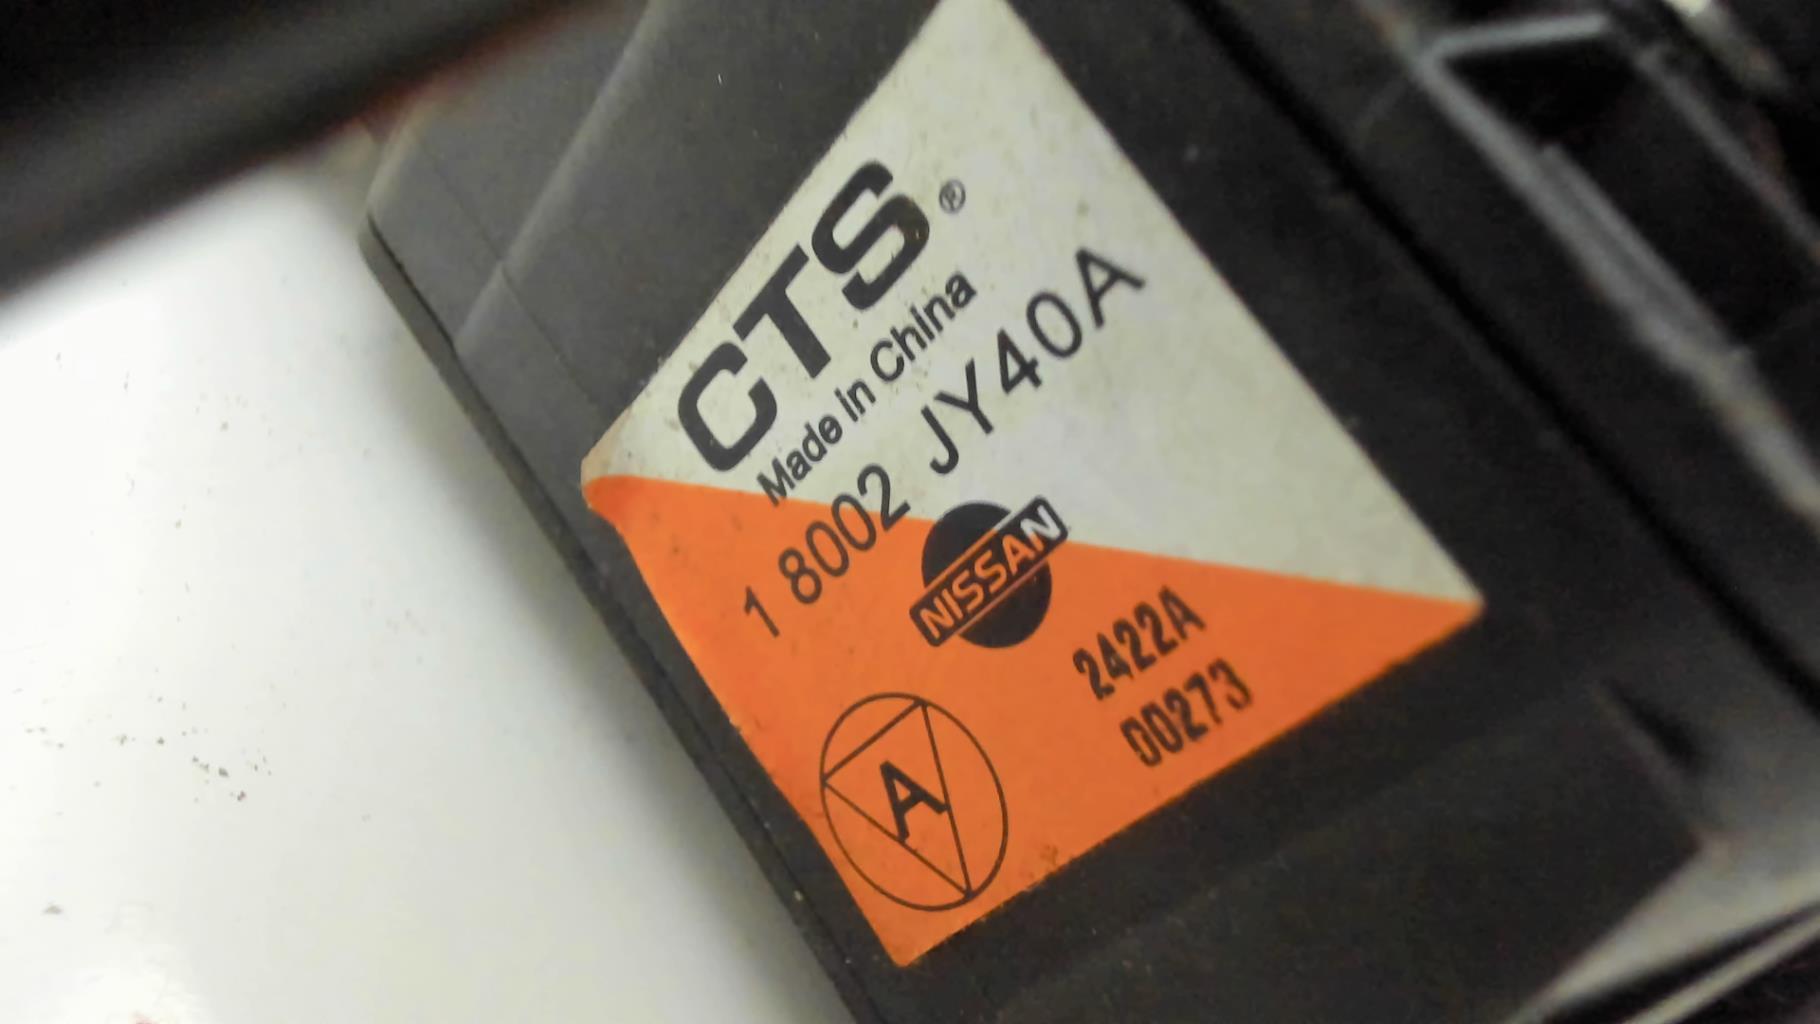 CTS®
Made in China
1 8002 JY40A
NISSAN
2422A
00273
A